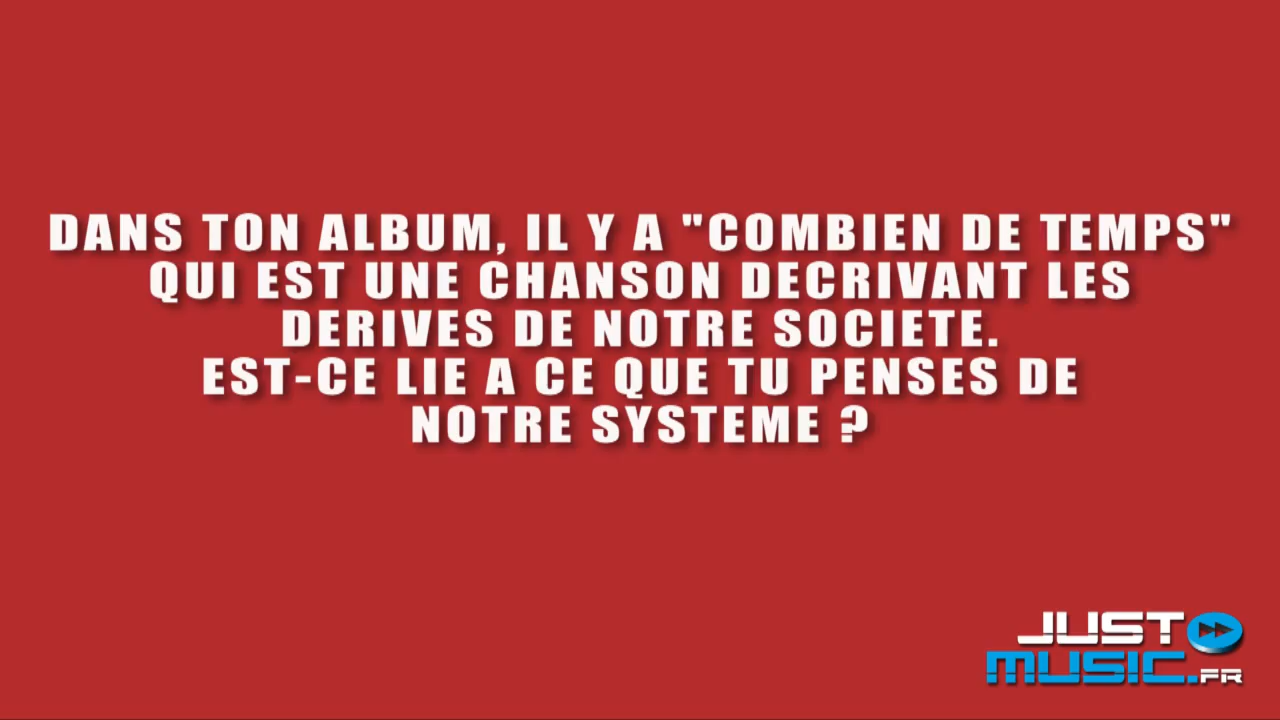 DANS TON ALBUM, IL Y A "COMBIEN DE TEMPS"
QUI EST UNE CHANSON DECRIVANT LES
DERIVES DE NOTRE SOCIETE.
EST-CE LIE A CE QUE TU PENSES DE
NOTRE SYSTEME ?
JUST
MUSIC.FR